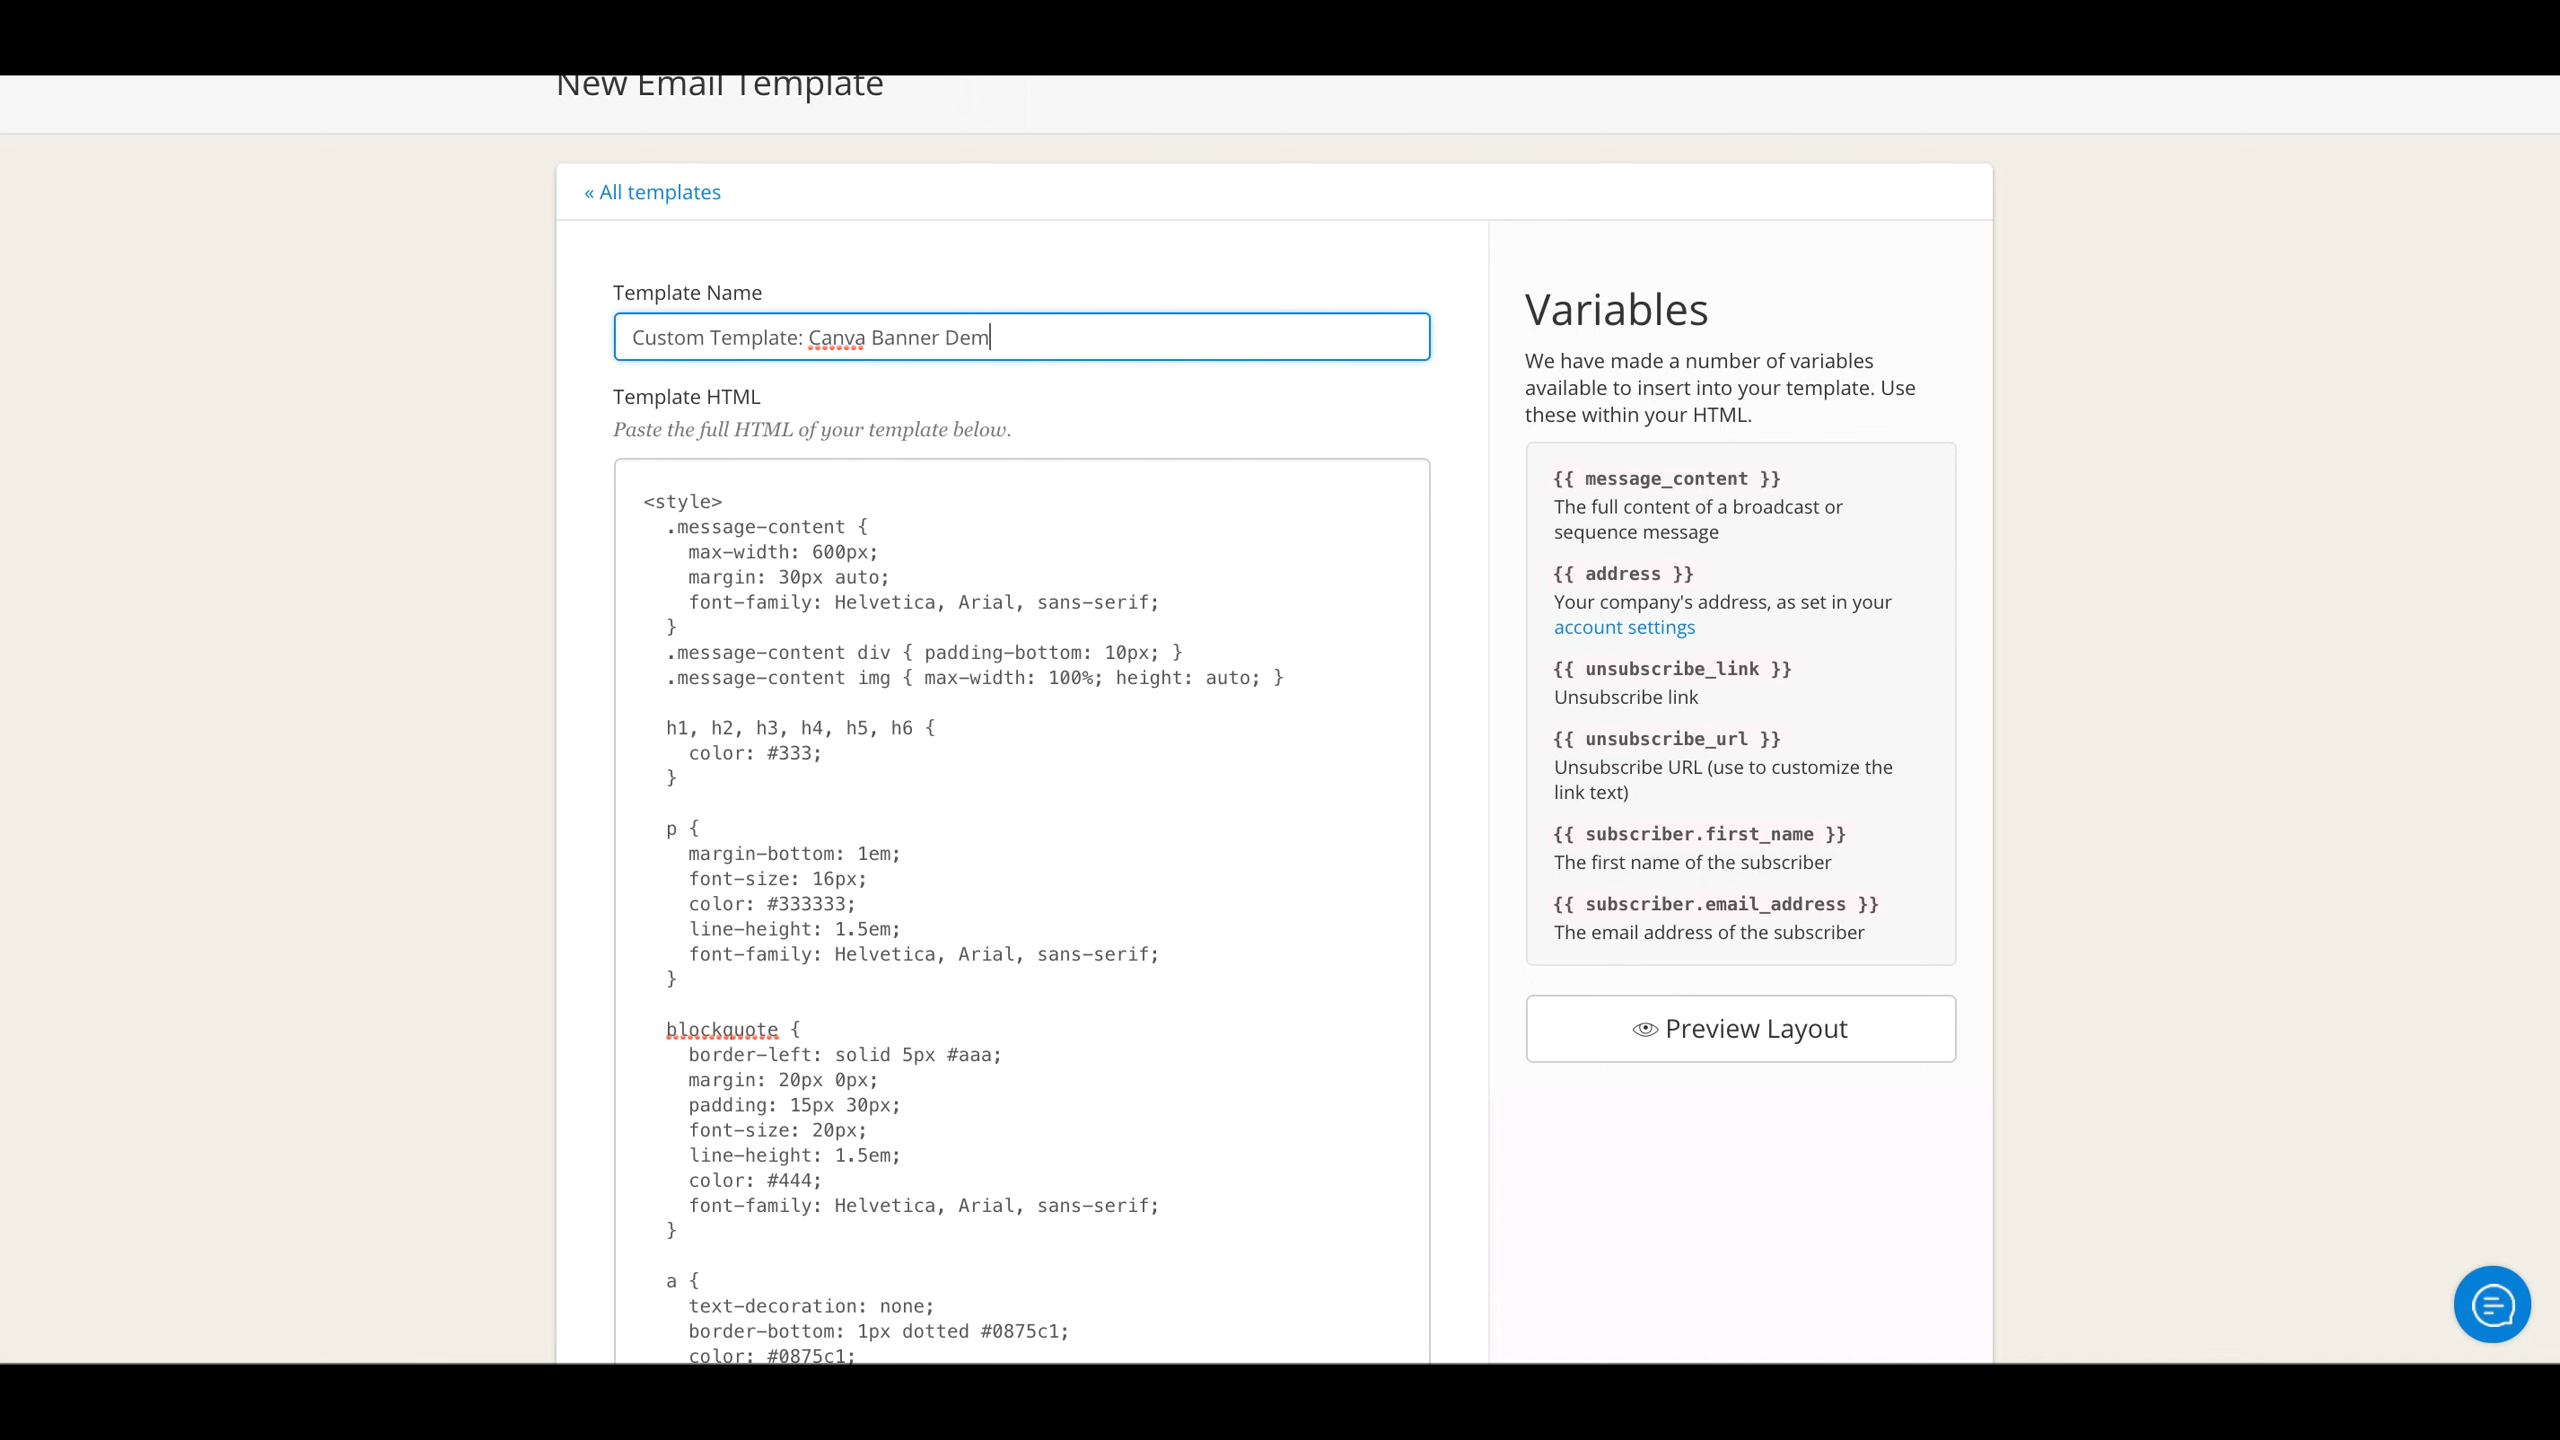 New Email Template
« All templates
Template Name
Custom Template: Canva Banner Dem
Template HTML
Paste the full HTML of your template below.
<style>
  .message-content {
    max-width: 600px;
    margin: 30px auto;
    font-family: Helvetica, Arial, sans-serif;
  }
  .message-content div { padding-bottom: 10px; }
  .message-content img { max-width: 100%; height: auto; }
  h1, h2, h3, h4, h5, h6 {
    color: #333;
  }
  p {
    margin-bottom: 1em;
    font-size: 16px;
    color: #333333;
    line-height: 1.5em;
    font-family: Helvetica, Arial, sans-serif;
  }
  blockquote {
    border-left: solid 5px #aaa;
    margin: 20px 0px;
    padding: 15px 30px;
    font-size: 20px;
    line-height: 1.5em;
    color: #444;
    font-family: Helvetica, Arial, sans-serif;
  }
  a {
    text-decoration: none;
    border-bottom: 1px dotted #0875c1;
    color: #0875c1;
Variables
We have made a number of variables
available to insert into your template. Use
these within your HTML.
{{ message_content }}
The full content of a broadcast or
sequence message
{{ address }}
Your company's address, as set in your
account settings
{{ unsubscribe_link }}
Unsubscribe link
{{ unsubscribe_url }}
Unsubscribe URL (use to customize the
link text)
{{ subscriber.first_name }}
The first name of the subscriber
{{ subscriber.email_address }}
The email address of the subscriber
Preview Layout